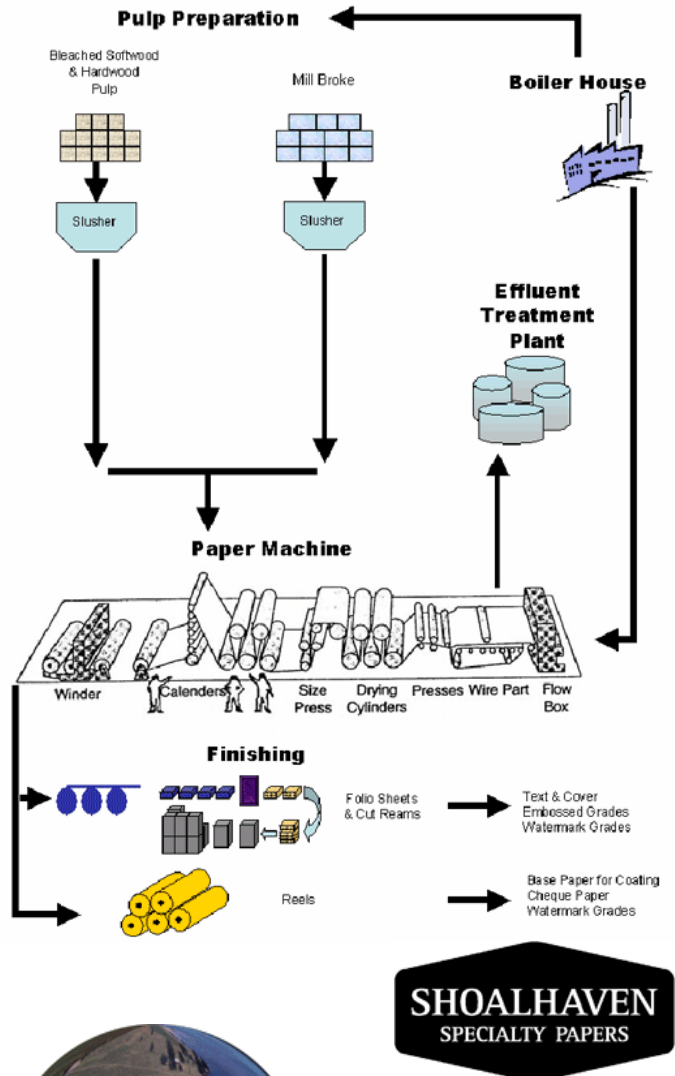 Pulp Preparation
Bleached Softwood
& Hardwood
Pulp
Mill Broke
Boiler House
Slusher
Slusher
Effluent
Treatment
Plant
Paper Machine
Winder
Calenders
Size
Press
Drying
Cylinders
Presses
Wire Part
Flow
Box
Finishing
Folio Sheets
& Cut Reams
Text & Cover
Embossed Grades
Watermark Grades
Reels
Base Paper for Coating
Cheque Paper
Watermark Grades
SHOALHAVEN
SPECIALTY PAPERS